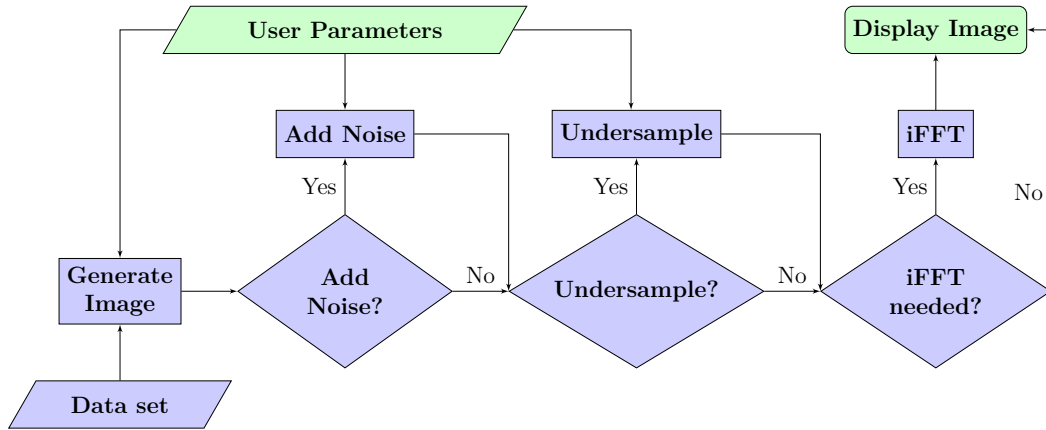 User Parameters
Display Image
Add Noise
Undersample
iFFT
Yes
Yes
Yes
No
Generate
Image
Add
Noise?
No
Undersample?
No
iFFT
needed?
Data set